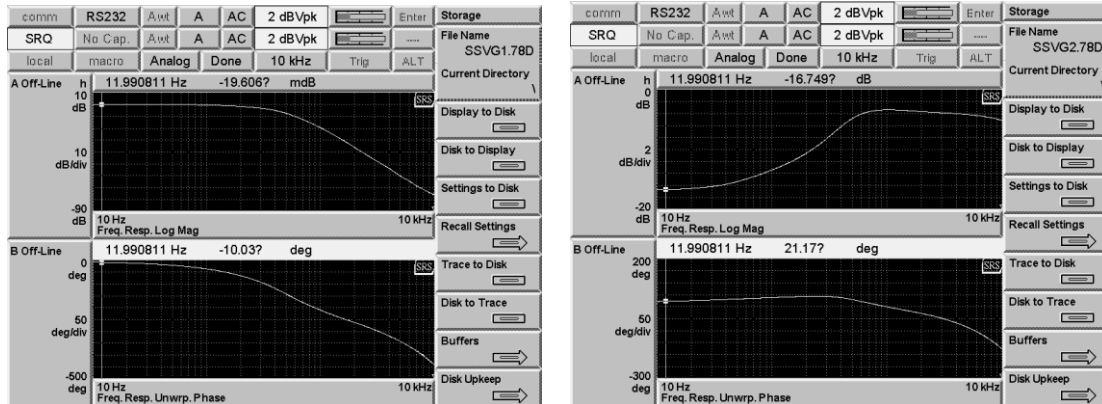 comm RS232 Awt A AC 2 dBVpk Enter
SRQ No Cap. Awt A AC 2 dBVpk .....
local macro Analog Done 10 kHz Trig ALT
A Off-Line h 11.990811 Hz -19.606? mdB
10 dB
SRS
10 dB/div
-90 dB
10 Hz 10 kHz
Freq. Resp. Log Mag
B Off-Line 11.990811 Hz -10.03? deg
0 deg
SRS
50 deg/div
-500 deg
10 Hz 10 kHz
Freq. Resp. Unwrp. Phase
Storage
File Name
SSVG1.78D
Current Directory
\
Display to Disk
Disk to Display
Settings to Disk
Recall Settings
Trace to Disk
Disk to Trace
Buffers
Disk Upkeep
comm RS232 Awt A AC 2 dBVpk Enter
SRQ No Cap. Awt A AC 2 dBVpk .....
local macro Analog Done 10 kHz Trig ALT
A Off-Line h 11.990811 Hz -16.749? dB
0 dB
SRS
2 dB/div
-20 dB
10 Hz 10 kHz
Freq. Resp. Log Mag
B Off-Line 11.990811 Hz 21.17? deg
200 deg
SRS
50 deg/div
-300 deg
10 Hz 10 kHz
Freq. Resp. Unwrp. Phase
Storage
File Name
SSVG2.78D
Current Directory
\
Display to Disk
Disk to Display
Settings to Disk
Recall Settings
Trace to Disk
Disk to Trace
Buffers
Disk Upkeep